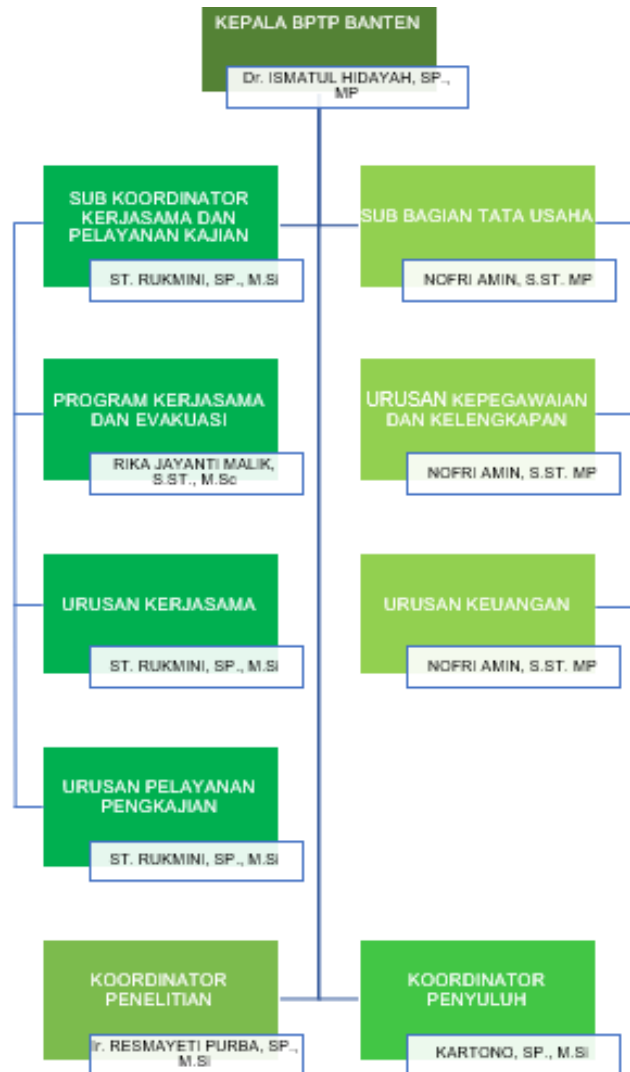 KEPALA BPTP BANTEN
Dr. ISMATUL HIDAYAH, SP.,
MP
SUB KOORDINATOR
KERJASAMA DAN
PELAYANAN KAJIAN
ST. RUKMINI, SP., M.Si
SUB BAGIAN TATA USAHA
NOFRI AMIN, S.ST. MP
PROGRAM KERJASAMA
DAN EVAKUASI
RIKA JAYANTI MALIK,
S.ST., M.Sc
URUSAN KEPEGAWAIAN
DAN KELENGKAPAN
NOFRI AMIN, S.ST. MP
URUSAN KERJASAMA
ST. RUKMINI, SP., M.Si
URUSAN KEUANGAN
NOFRI AMIN, S.ST. MP
URUSAN PELAYANAN
PENGKAJIAN
ST. RUKMINI, SP., M.Si
KOORDINATOR
PENELITIAN
Ir. RESMAYETI PURBA, SP.,
M.Si
KOORDINATOR
PENYULUH
KARTONO, SP., M.Si